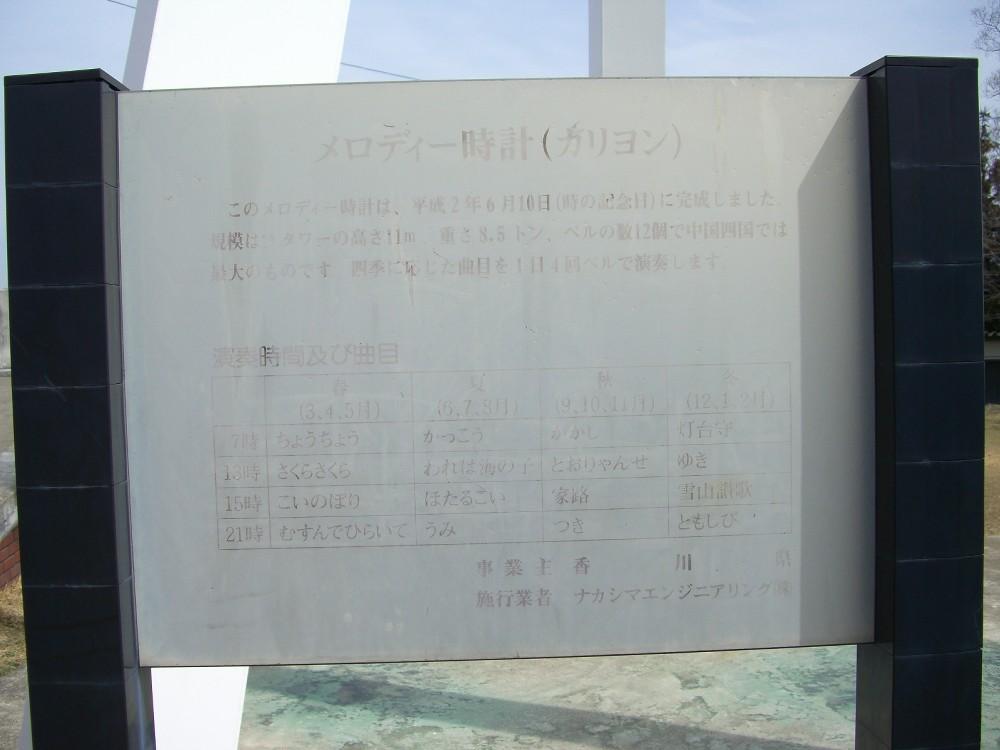 メロディー時計(カリヨン)
このメロディー時計は、平成2年6月10日(時の記念日)に完成しました。
規模は、タワーの高さ11m 重さ8.5トン、ベルの数12個で中国四国では
最大のものです 四季に応じた曲目を1日4回ベルで演奏します。
演奏時間及び曲目
春 夏 秋 冬
(3,4,5月) (6,7,8月) (9,10,11月) (12,1,2月)
7時 ちょうちょう かっこう かかし 灯台守
13時 さくらさくら われは海の子 とおりゃんせ ゆき
15時 こいのぼり ほたるこい 家路 雪山讃歌
21時 むすんでひらいて うみ つき ともしび
事業主 香川県
施行業者 ナカシマエンジニアリング㈱